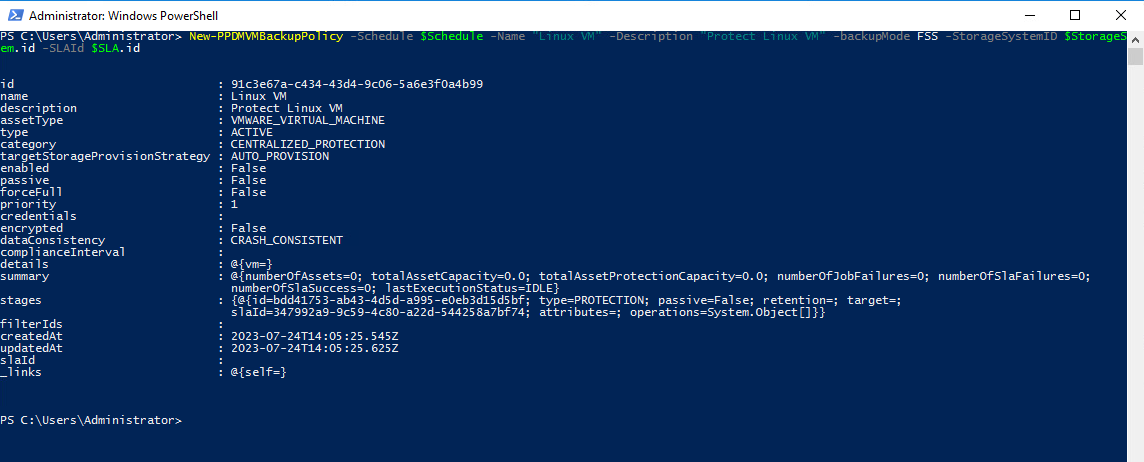 Administrator: Windows PowerShell
PS C:\Users\Administrator> New-PPDMVMBackupPolicy -Schedule $Schedule -Name "Linux VM" -Description "Protect Linux VM" -backupMode FSS -StorageSystemID $StorageS
em.id -SLAId $SLA.id
id : 91c3e67a-c434-43d4-9c06-5a6e3f0a4b99
name : Linux VM
description : Protect Linux VM
assetType : VMWARE_VIRTUAL_MACHINE
type : ACTIVE
category : CENTRALIZED_PROTECTION
targetStorageProvisionStrategy : AUTO_PROVISION
enabled : False
passive : False
forceFull : False
priority : 1
credentials :
encrypted : False
dataConsistency : CRASH_CONSISTENT
complianceInterval :
details : @{vm=}
summary : @{numberOfAssets=0; totalAssetCapacity=0.0; totalAssetProtectionCapacity=0.0; numberOfJobFailures=0; numberOfSlaFailures=0;
numberOfSlaSuccess=0; lastExecutionStatus=IDLE}
stages : {@{id=bdd41753-ab43-4d5d-a995-e0eb3d15d5bf; type=PROTECTION; passive=False; retention=; target=;
slaId=347992a9-9c59-4c80-a22d-544258a7bf74; attributes=; operations=System.Object[]}}
filterIds :
createdAt : 2023-07-24T14:05:25.545Z
updatedAt : 2023-07-24T14:05:25.625Z
slaId :
_links : @{self=}
PS C:\Users\Administrator>